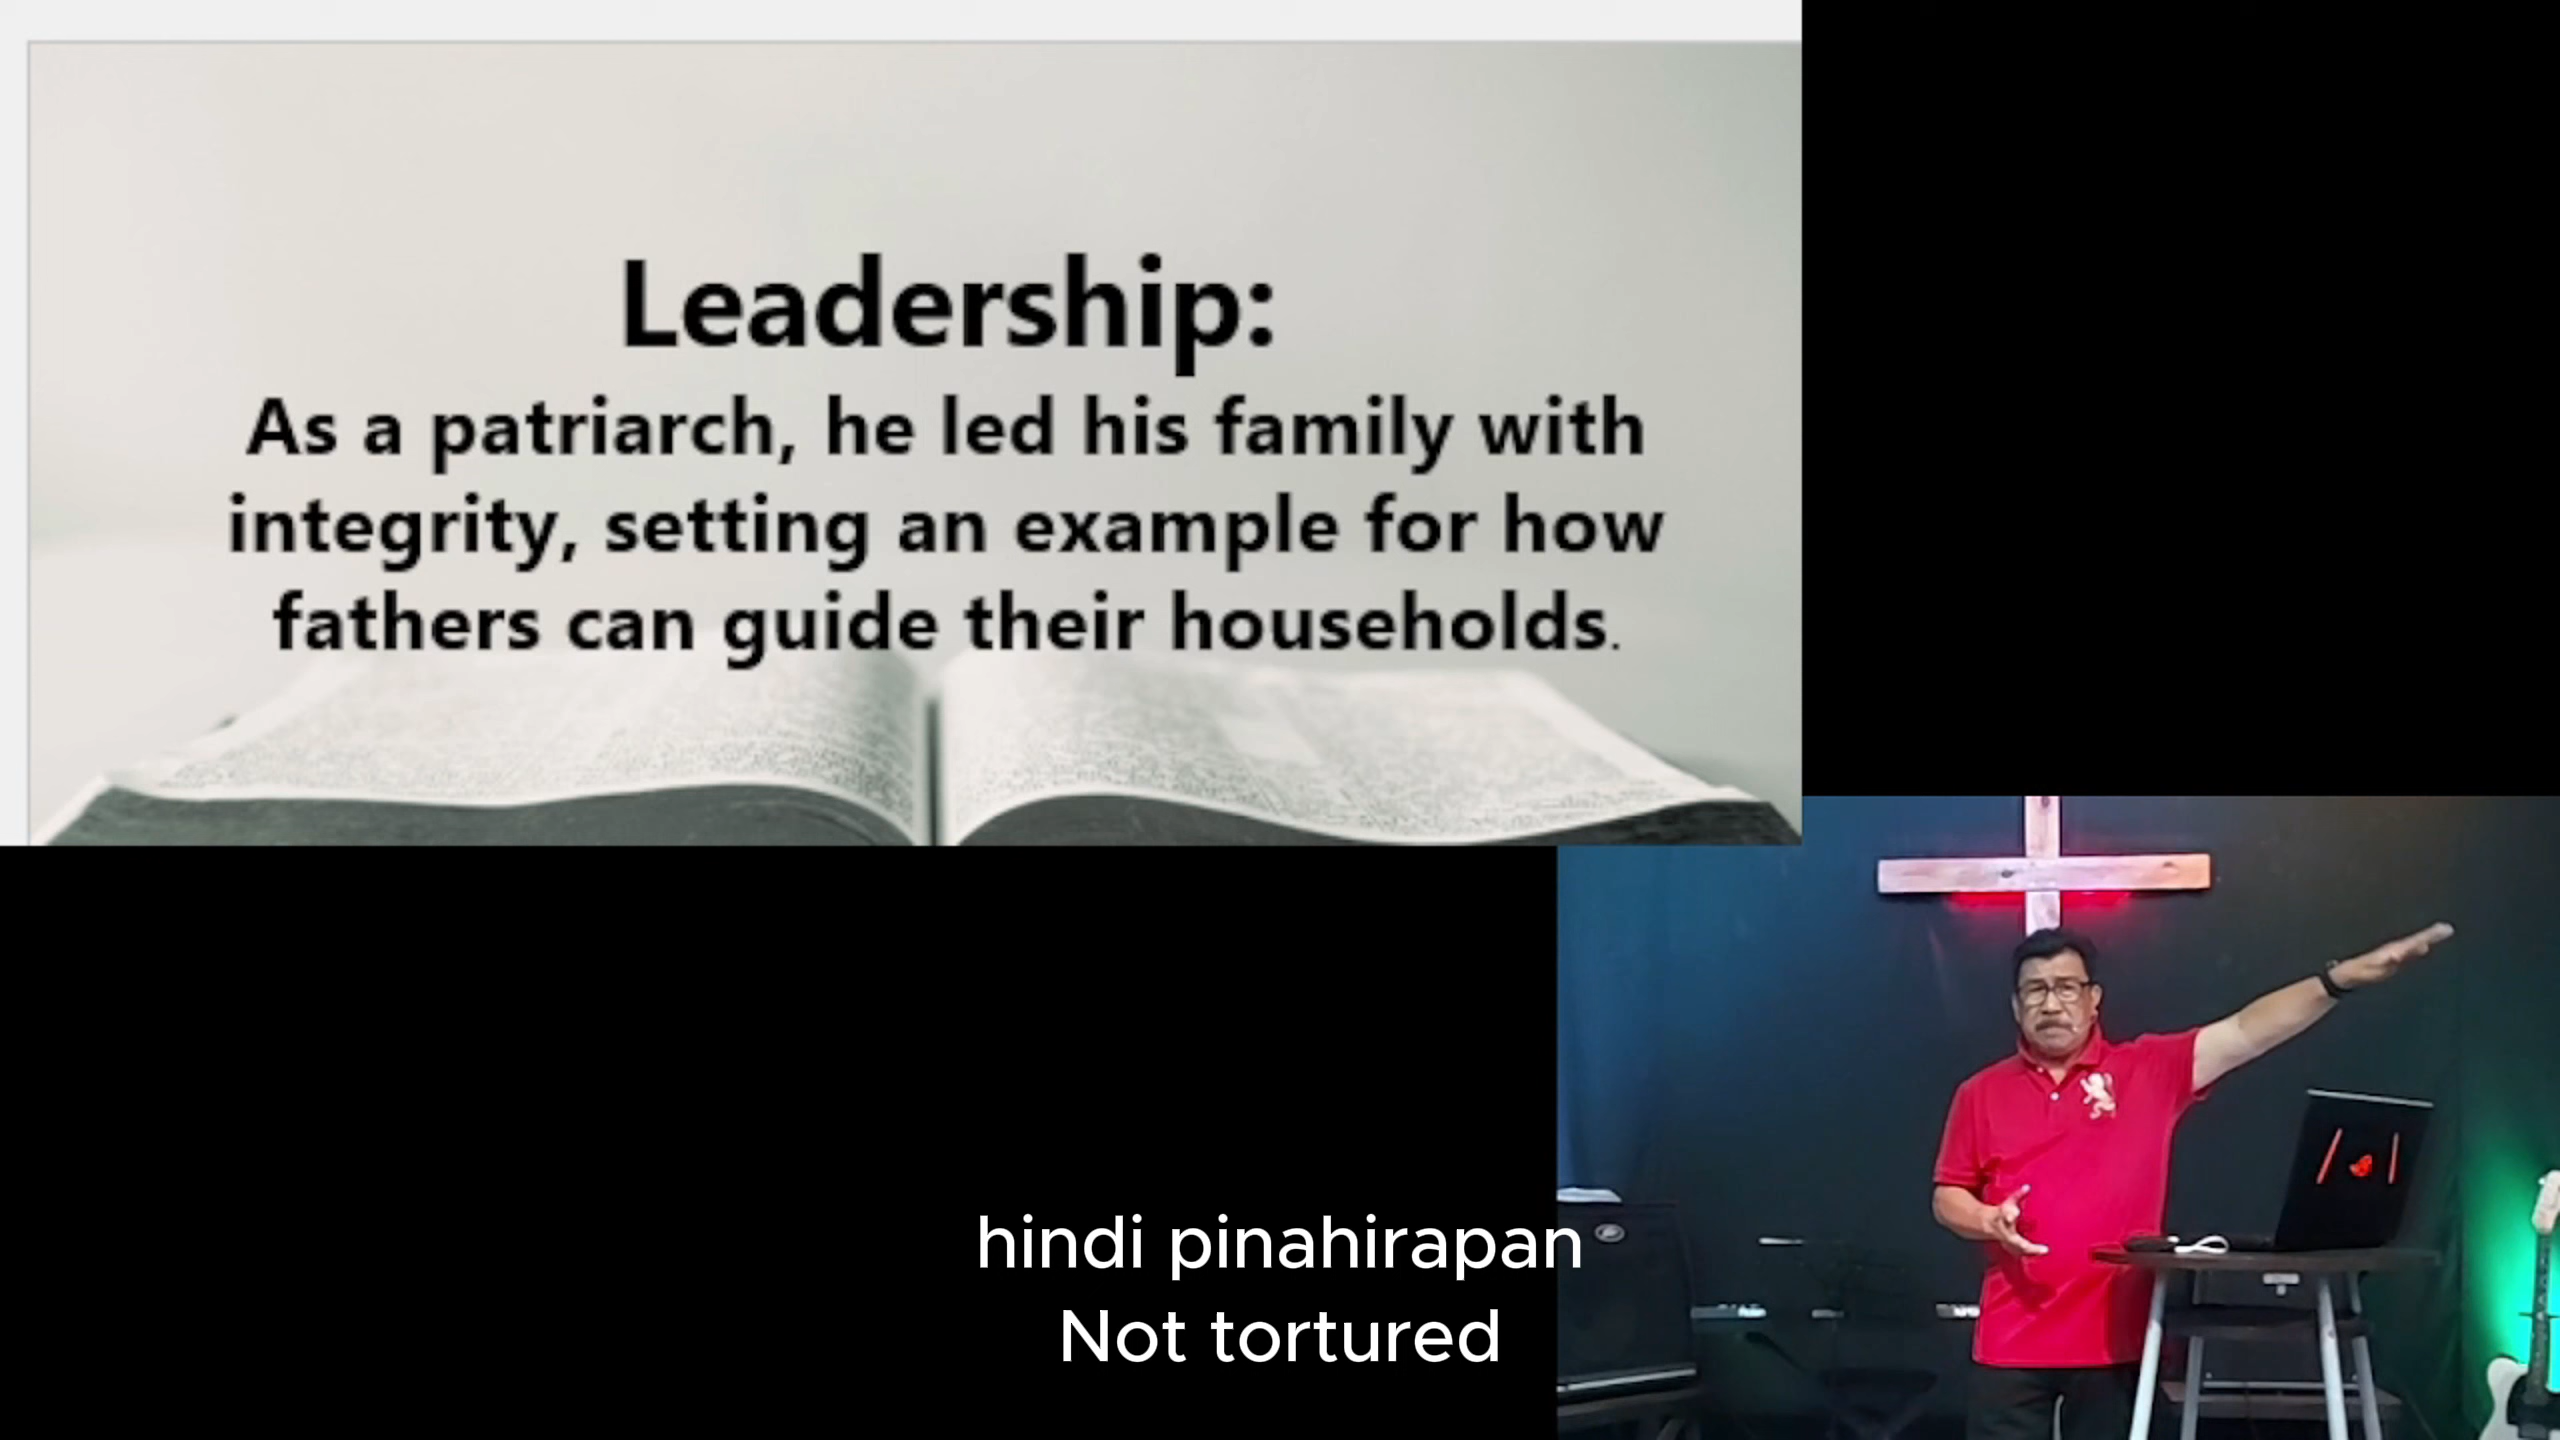 Leadership:
As a patriarch, he led his family with
integrity, setting an example for how
fathers can guide their households.
hindi pinahirapan
Not tortured